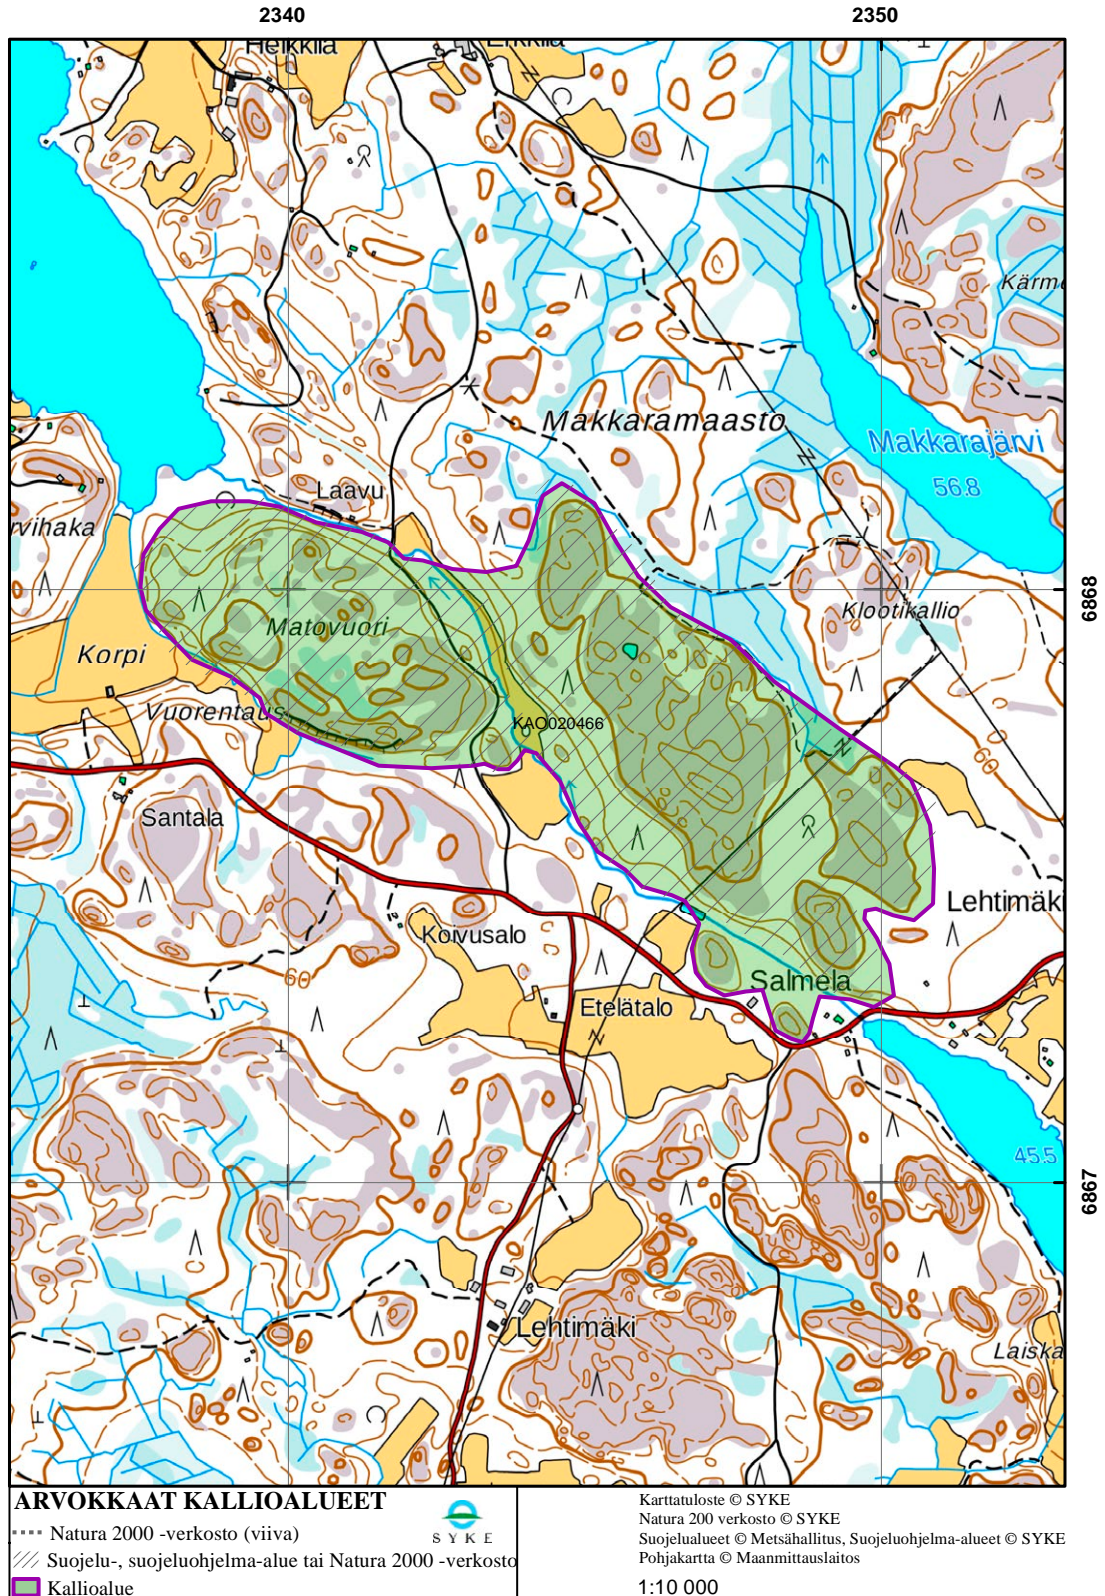 2340
2350
Heikkilä
Erkkilä
Kärme
Makkaramaasto
Makkarajärvi
56.8
Laavu
rvihaka
6868
Klootikallio
Matovuori
Korpi
Vuorentaus
KAO020466
60
Santala
Lehtimäk
Koivusalo
60
Salmela
Etelätalo
45.5
6867
Lehtimäki
Laiska
ARVOKKAAT KALLIOALUEET
SYKE
Natura 2000 -verkosto (viiva)
Suojelu-, suojeluohjelma-alue tai Natura 2000 -verkosto
Kallioalue
Karttatuloste © SYKE
Natura 200 verkosto © SYKE
Suojelualueet © Metsähallitus, Suojeluohjelma-alueet © SYKE
Pohjakartta © Maanmittauslaitos
1:10 000